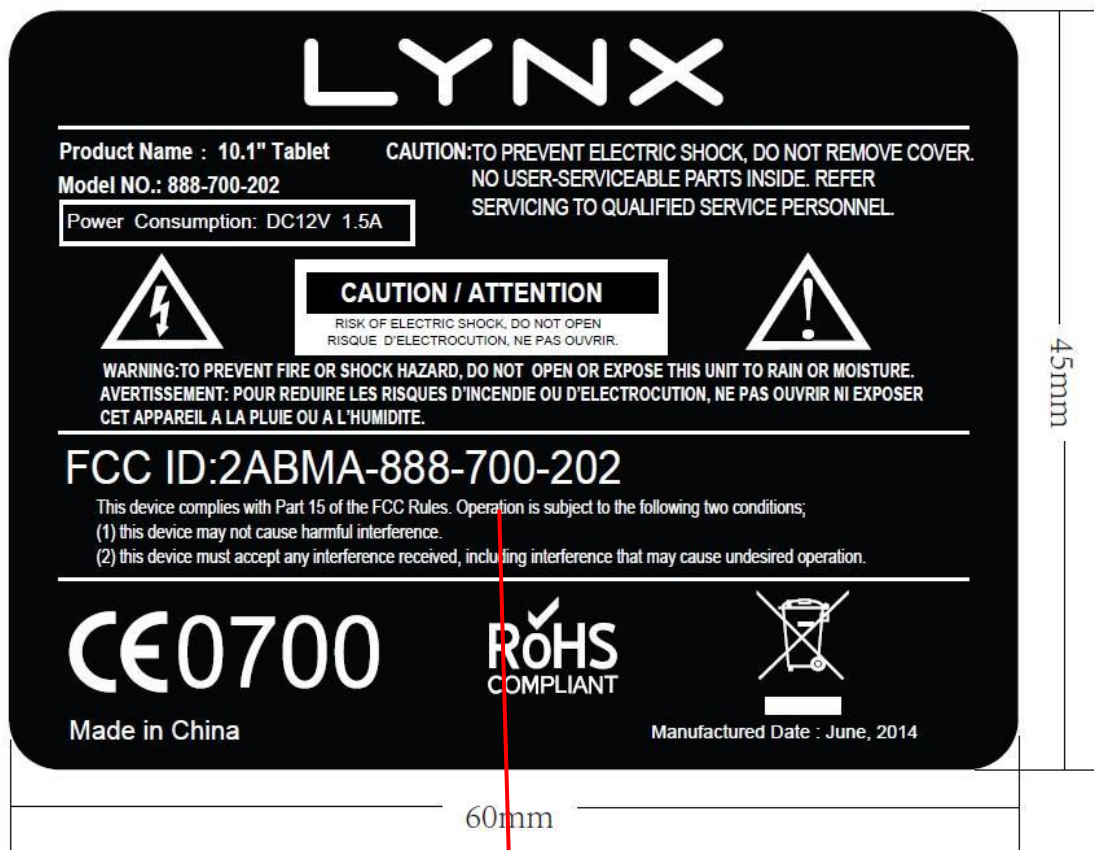 LYNX
Product Name : 10.1" Tablet
Model NO.: 888-700-202
Power Consumption: DC12V 1.5A
CAUTION:TO PREVENT ELECTRIC SHOCK, DO NOT REMOVE COVER.
NO USER-SERVICEABLE PARTS INSIDE. REFER
SERVICING TO QUALIFIED SERVICE PERSONNEL.
CAUTION / ATTENTION
RISK OF ELECTRIC SHOCK, DO NOT OPEN
RISQUE D'ELECTROCUTION, NE PAS OUVRIR.
WARNING:TO PREVENT FIRE OR SHOCK HAZARD, DO NOT OPEN OR EXPOSE THIS UNIT TO RAIN OR MOISTURE.
AVERTISSEMENT: POUR REDUIRE LES RISQUES D'INCENDIE OU D'ELECTROCUTION, NE PAS OUVRIR NI EXPOSER
CET APPAREIL A LA PLUIE OU A L'HUMIDITE.
FCC ID:2ABMA-888-700-202
This device complies with Part 15 of the FCC Rules. Operation is subject to the following two conditions;
(1) this device may not cause harmful interference.
(2) this device must accept any interference received, including interference that may cause undesired operation.
CE0700
RoHS
COMPLIANT
Made in China
Manufactured Date : June, 2014
45mm
60mm